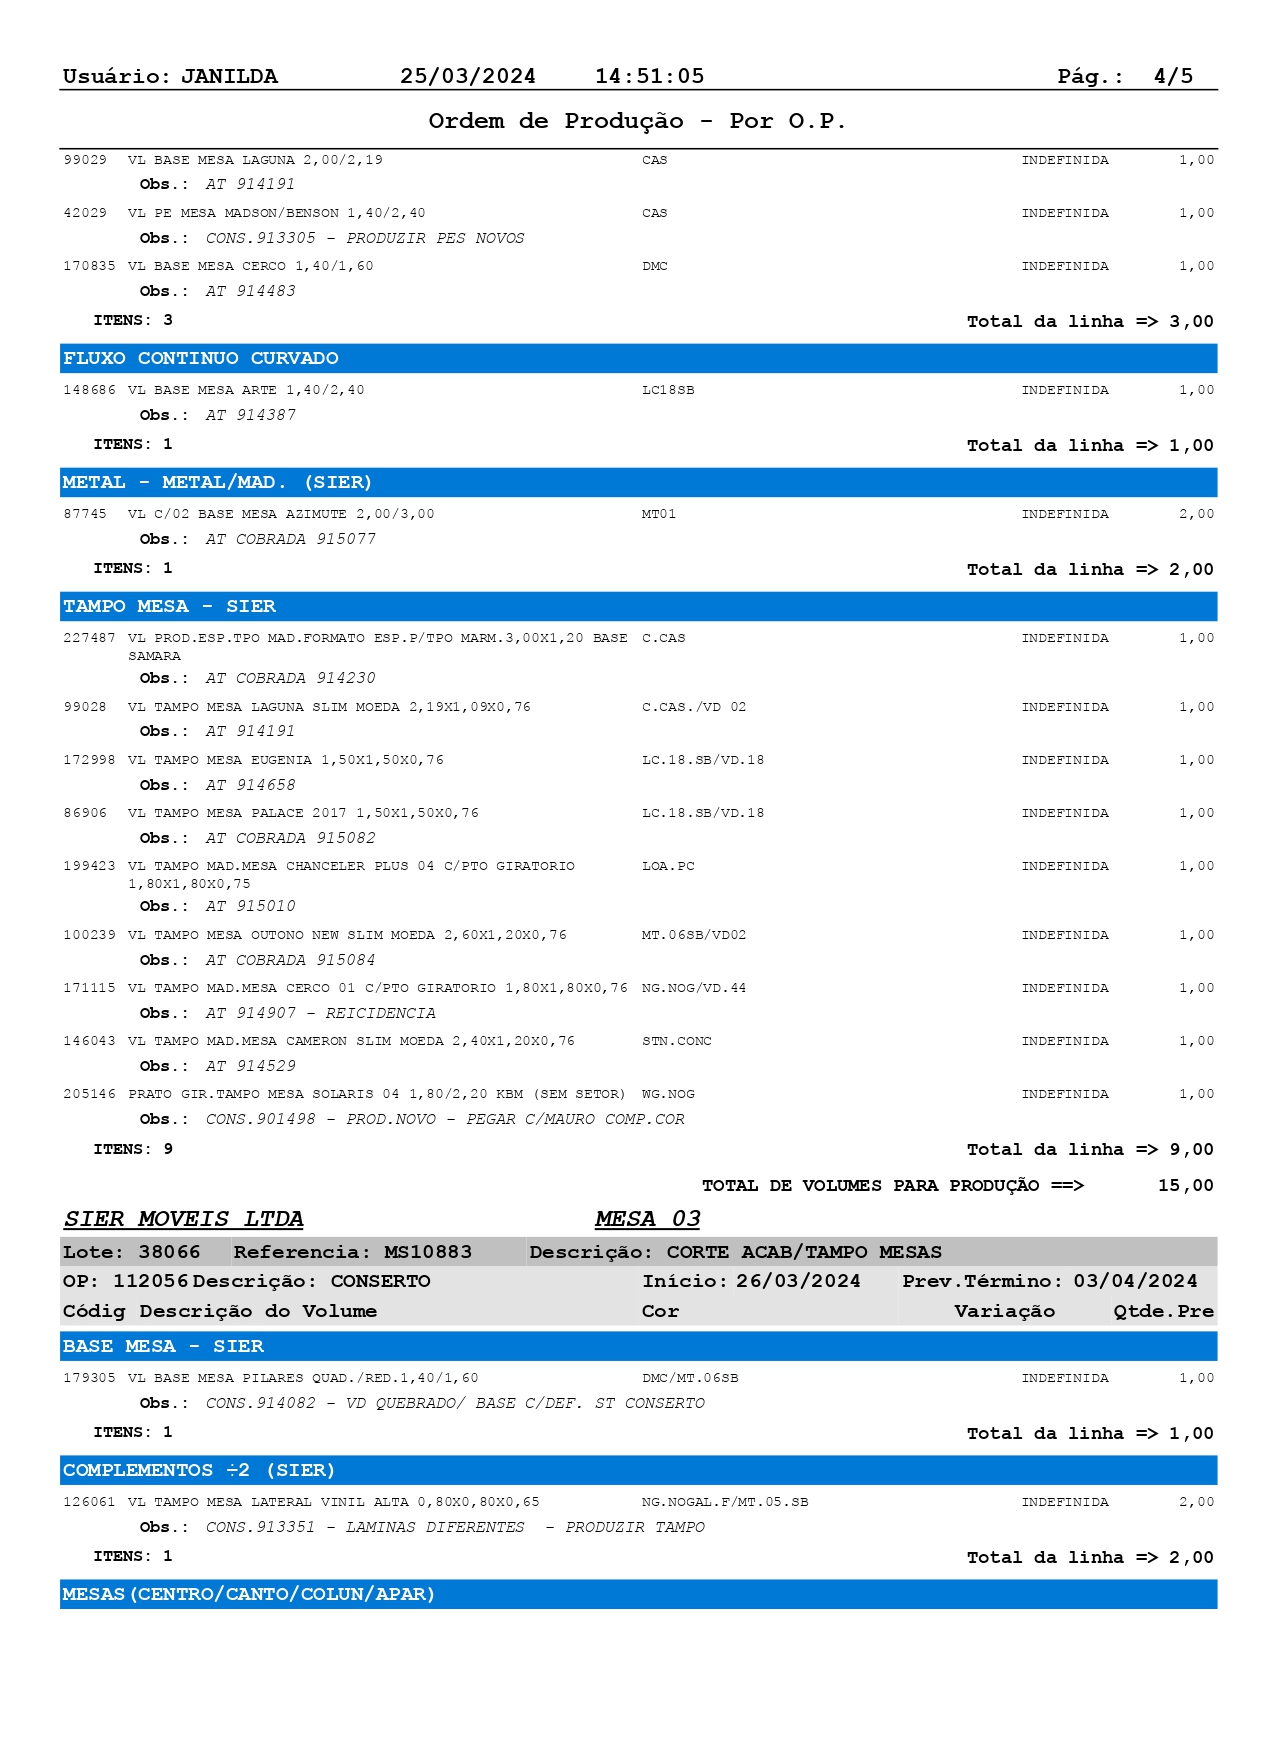 Usuário: JANILDA 25/03/2024 14:51:05 Pág.: 4/5
Ordem de Produção - Por O.P.
99029 VL BASE MESA LAGUNA 2,00/2,19 CAS INDEFINIDA 1,00
Obs.: AT 914191
42029 VL PE MESA MADSON/BENSON 1,40/2,40 CAS INDEFINIDA 1,00
Obs.: CONS.913305 - PRODUZIR PES NOVOS
170835 VL BASE MESA CERCO 1,40/1,60 DMC INDEFINIDA 1,00
Obs.: AT 914483
ITENS: 3 Total da linha => 3,00
FLUXO CONTINUO CURVADO
148686 VL BASE MESA ARTE 1,40/2,40 LC18SB INDEFINIDA 1,00
Obs.: AT 914387
ITENS: 1 Total da linha => 1,00
METAL - METAL/MAD. (SIER)
87745 VL C/02 BASE MESA AZIMUTE 2,00/3,00 MT01 INDEFINIDA 2,00
Obs.: AT COBRADA 915077
ITENS: 1 Total da linha => 2,00
TAMPO MESA - SIER
227487 VL PROD.ESP.TPO MAD.FORMATO ESP.P/TPO MARM.3,00X1,20 BASE C.CAS INDEFINIDA 1,00
SAMARA
Obs.: AT COBRADA 914230
99028 VL TAMPO MESA LAGUNA SLIM MOEDA 2,19X1,09X0,76 C.CAS./VD 02 INDEFINIDA 1,00
Obs.: AT 914191
172998 VL TAMPO MESA EUGENIA 1,50X1,50X0,76 LC.18.SB/VD.18 INDEFINIDA 1,00
Obs.: AT 914658
86906 VL TAMPO MESA PALACE 2017 1,50X1,50X0,76 LC.18.SB/VD.18 INDEFINIDA 1,00
Obs.: AT COBRADA 915082
199423 VL TAMPO MAD.MESA CHANCELER PLUS 04 C/PTO GIRATORIO LOA.PC INDEFINIDA 1,00
1,80X1,80X0,75
Obs.: AT 915010
100239 VL TAMPO MESA OUTONO NEW SLIM MOEDA 2,60X1,20X0,76 MT.06SB/VD02 INDEFINIDA 1,00
Obs.: AT COBRADA 915084
171115 VL TAMPO MAD.MESA CERCO 01 C/PTO GIRATORIO 1,80X1,80X0,76 NG.NOG/VD.44 INDEFINIDA 1,00
Obs.: AT 914907 - REICIDENCIA
146043 VL TAMPO MAD.MESA CAMERON SLIM MOEDA 2,40X1,20X0,76 STN.CONC INDEFINIDA 1,00
Obs.: AT 914529
205146 PRATO GIR.TAMPO MESA SOLARIS 04 1,80/2,20 KBM (SEM SETOR) WG.NOG INDEFINIDA 1,00
Obs.: CONS.901498 - PROD.NOVO - PEGAR C/MAURO COMP.COR
ITENS: 9 Total da linha => 9,00
TOTAL DE VOLUMES PARA PRODUÇÃO ==> 15,00
SIER MOVEIS LTDA MESA 03
Lote: 38066 Referencia: MS10883 Descrição: CORTE ACAB/TAMPO MESAS
OP: 112056 Descrição: CONSERTO Início: 26/03/2024 Prev.Término: 03/04/2024
Códig Descrição do Volume Cor Variação Qtde.Pre
BASE MESA - SIER
179305 VL BASE MESA PILARES QUAD./RED.1,40/1,60 DMC/MT.06SB INDEFINIDA 1,00
Obs.: CONS.914082 - VD QUEBRADO/ BASE C/DEF. ST CONSERTO
ITENS: 1 Total da linha => 1,00
COMPLEMENTOS ÷2 (SIER)
126061 VL TAMPO MESA LATERAL VINIL ALTA 0,80X0,80X0,65 NG.NOGAL.F/MT.05.SB INDEFINIDA 2,00
Obs.: CONS.913351 - LAMINAS DIFERENTES - PRODUZIR TAMPO
ITENS: 1 Total da linha => 2,00
MESAS(CENTRO/CANTO/COLUN/APAR)